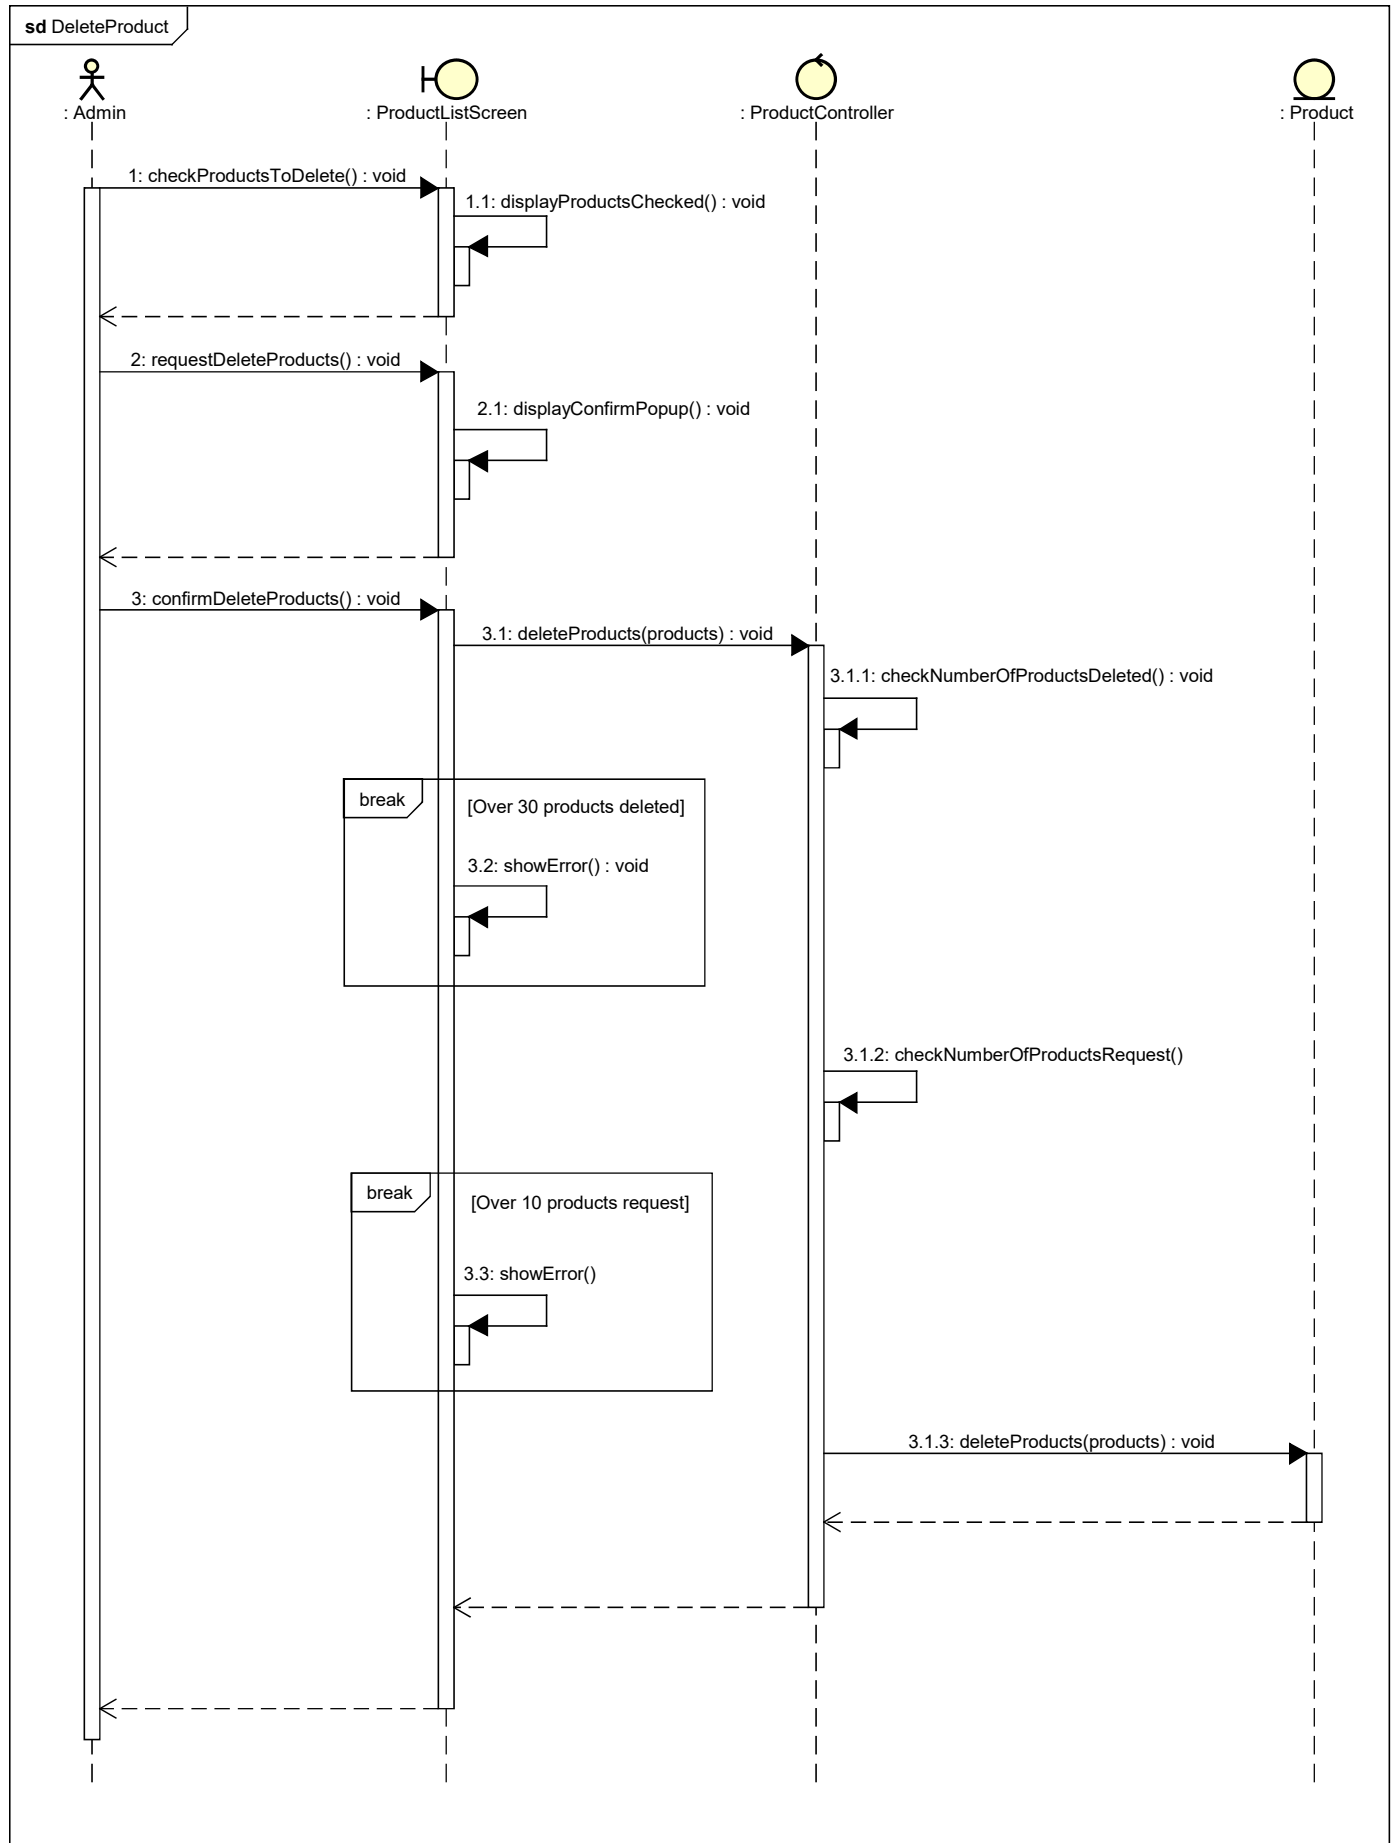 sd DeleteProduct
: Admin
: ProductListScreen
: ProductController
: Product
1: checkProductsToDelete() : void
1.1: displayProductsChecked() : void
2: requestDeleteProducts() : void
2.1: displayConfirmPopup() : void
3: confirmDeleteProducts() : void
3.1: deleteProducts(products) : void
3.1.1: checkNumberOfProductsDeleted() : void
break
[Over 30 products deleted]
3.2: showError() : void
3.1.2: checkNumberOfProductsRequest()
break
[Over 10 products request]
3.3: showError()
3.1.3: deleteProducts(products) : void